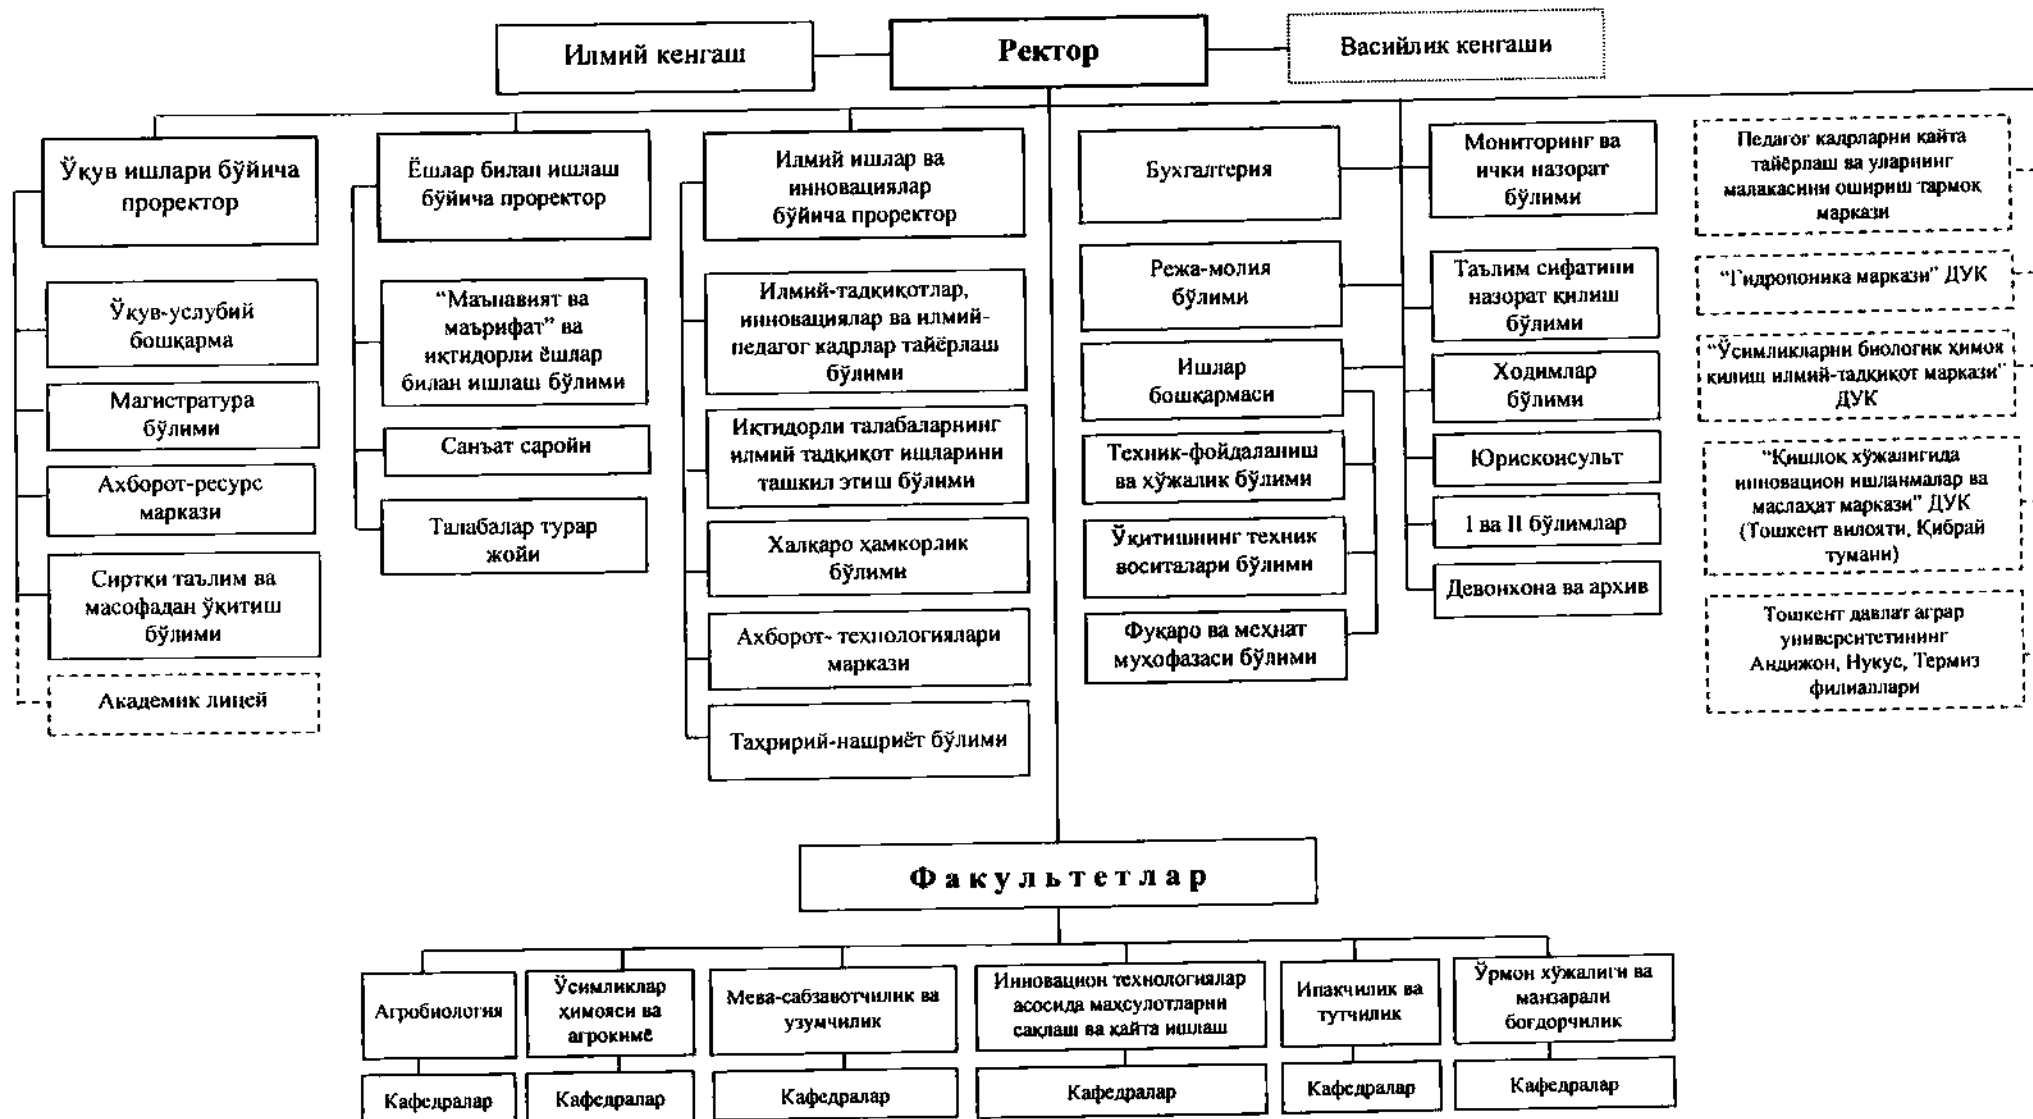 Илмий кенгаш
Ректор
Васийлик кенгаши
Ўқув ишлари бўйича
проректор
Ўқув-услубий
бошқарма
Магистратура
бўлими
Ахборот-ресурс
маркази
Сиртқи таълим ва
масофадан ўқитиш
бўлими
Академик лицей
Ёшлар билан ишлаш
бўйича проректор
“Маънавият ва
маърифат” ва
иқтидорли ёшлар
билан ишлаш бўлими
Санъат саройи
Талабалар турар
жойи
Илмий ишлар ва
инновациялар
бўйича проректор
Илмий-тадқиқотлар,
инновациялар ва илмий-
педагог кадрлар тайёрлаш
бўлими
Иқтидорли талабаларнинг
илмий тадқиқот ишларини
ташкил этиш бўлими
Халқаро ҳамкорлик
бўлими
Ахборот- технологиялари
маркази
Таҳририй-нашриёт бўлими
Бухгалтерия
Режа-молия
бўлими
Ишлар
бошқармаси
Техник-фойдаланиш
ва хўжалик бўлими
Ўқитишнинг техник
воситалари бўлими
Фуқаро ва меҳнат
муҳофазаси бўлими
Мониторинг ва
ички назорат
бўлими
Таълим сифатини
назорат қилиш
бўлими
Ходимлар
бўлими
Юрисконсульт
I ва II бўлимлар
Девонхона ва архив
Педагог кадрларни қайта
тайёрлаш ва уларнинг
малакасини ошириш тармоқ
маркази
“Гидропоника маркази” ДУК
“Ўсимликларни биологик ҳимоя
қилиш илмий-тадқиқот маркази”
ДУК
“Қишлоқ хўжалигида
инновацион ишланмалар ва
маслаҳат маркази” ДУК
(Тошкент вилояти, Қибрай
тумани)
Тошкент давлат аграр
университетининг
Андижон, Нукус, Термиз
филиаллари
Факультетлар
Агробиология
Ўсимликлар
ҳимояси ва
агрокимё
Мева-сабзавотчилик ва
узумчилик
Инновацион технологиялар
асосида маҳсулотларни
сақлаш ва қайта ишлаш
Ипакчилик ва
тутчилик
Ўрмон хўжалиги ва
манзарали
боғдорчилик
Кафедралар
Кафедралар
Кафедралар
Кафедралар
Кафедралар
Кафедралар